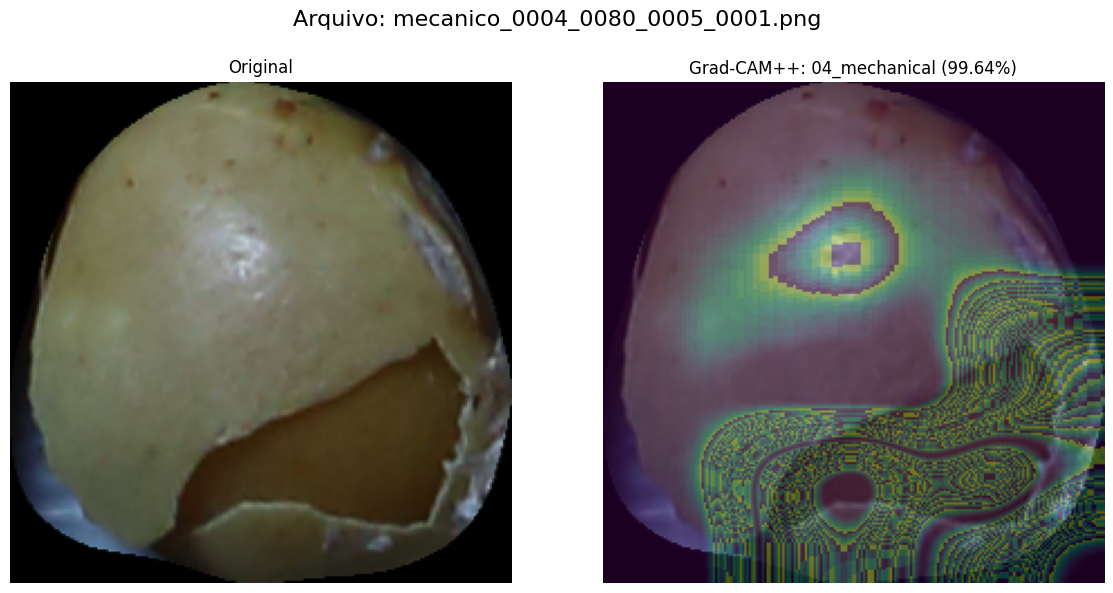 Arquivo: mecanico_0004_0080_0005_0001.png
Original
Grad-CAM++: 04_mechanical (99.64%)